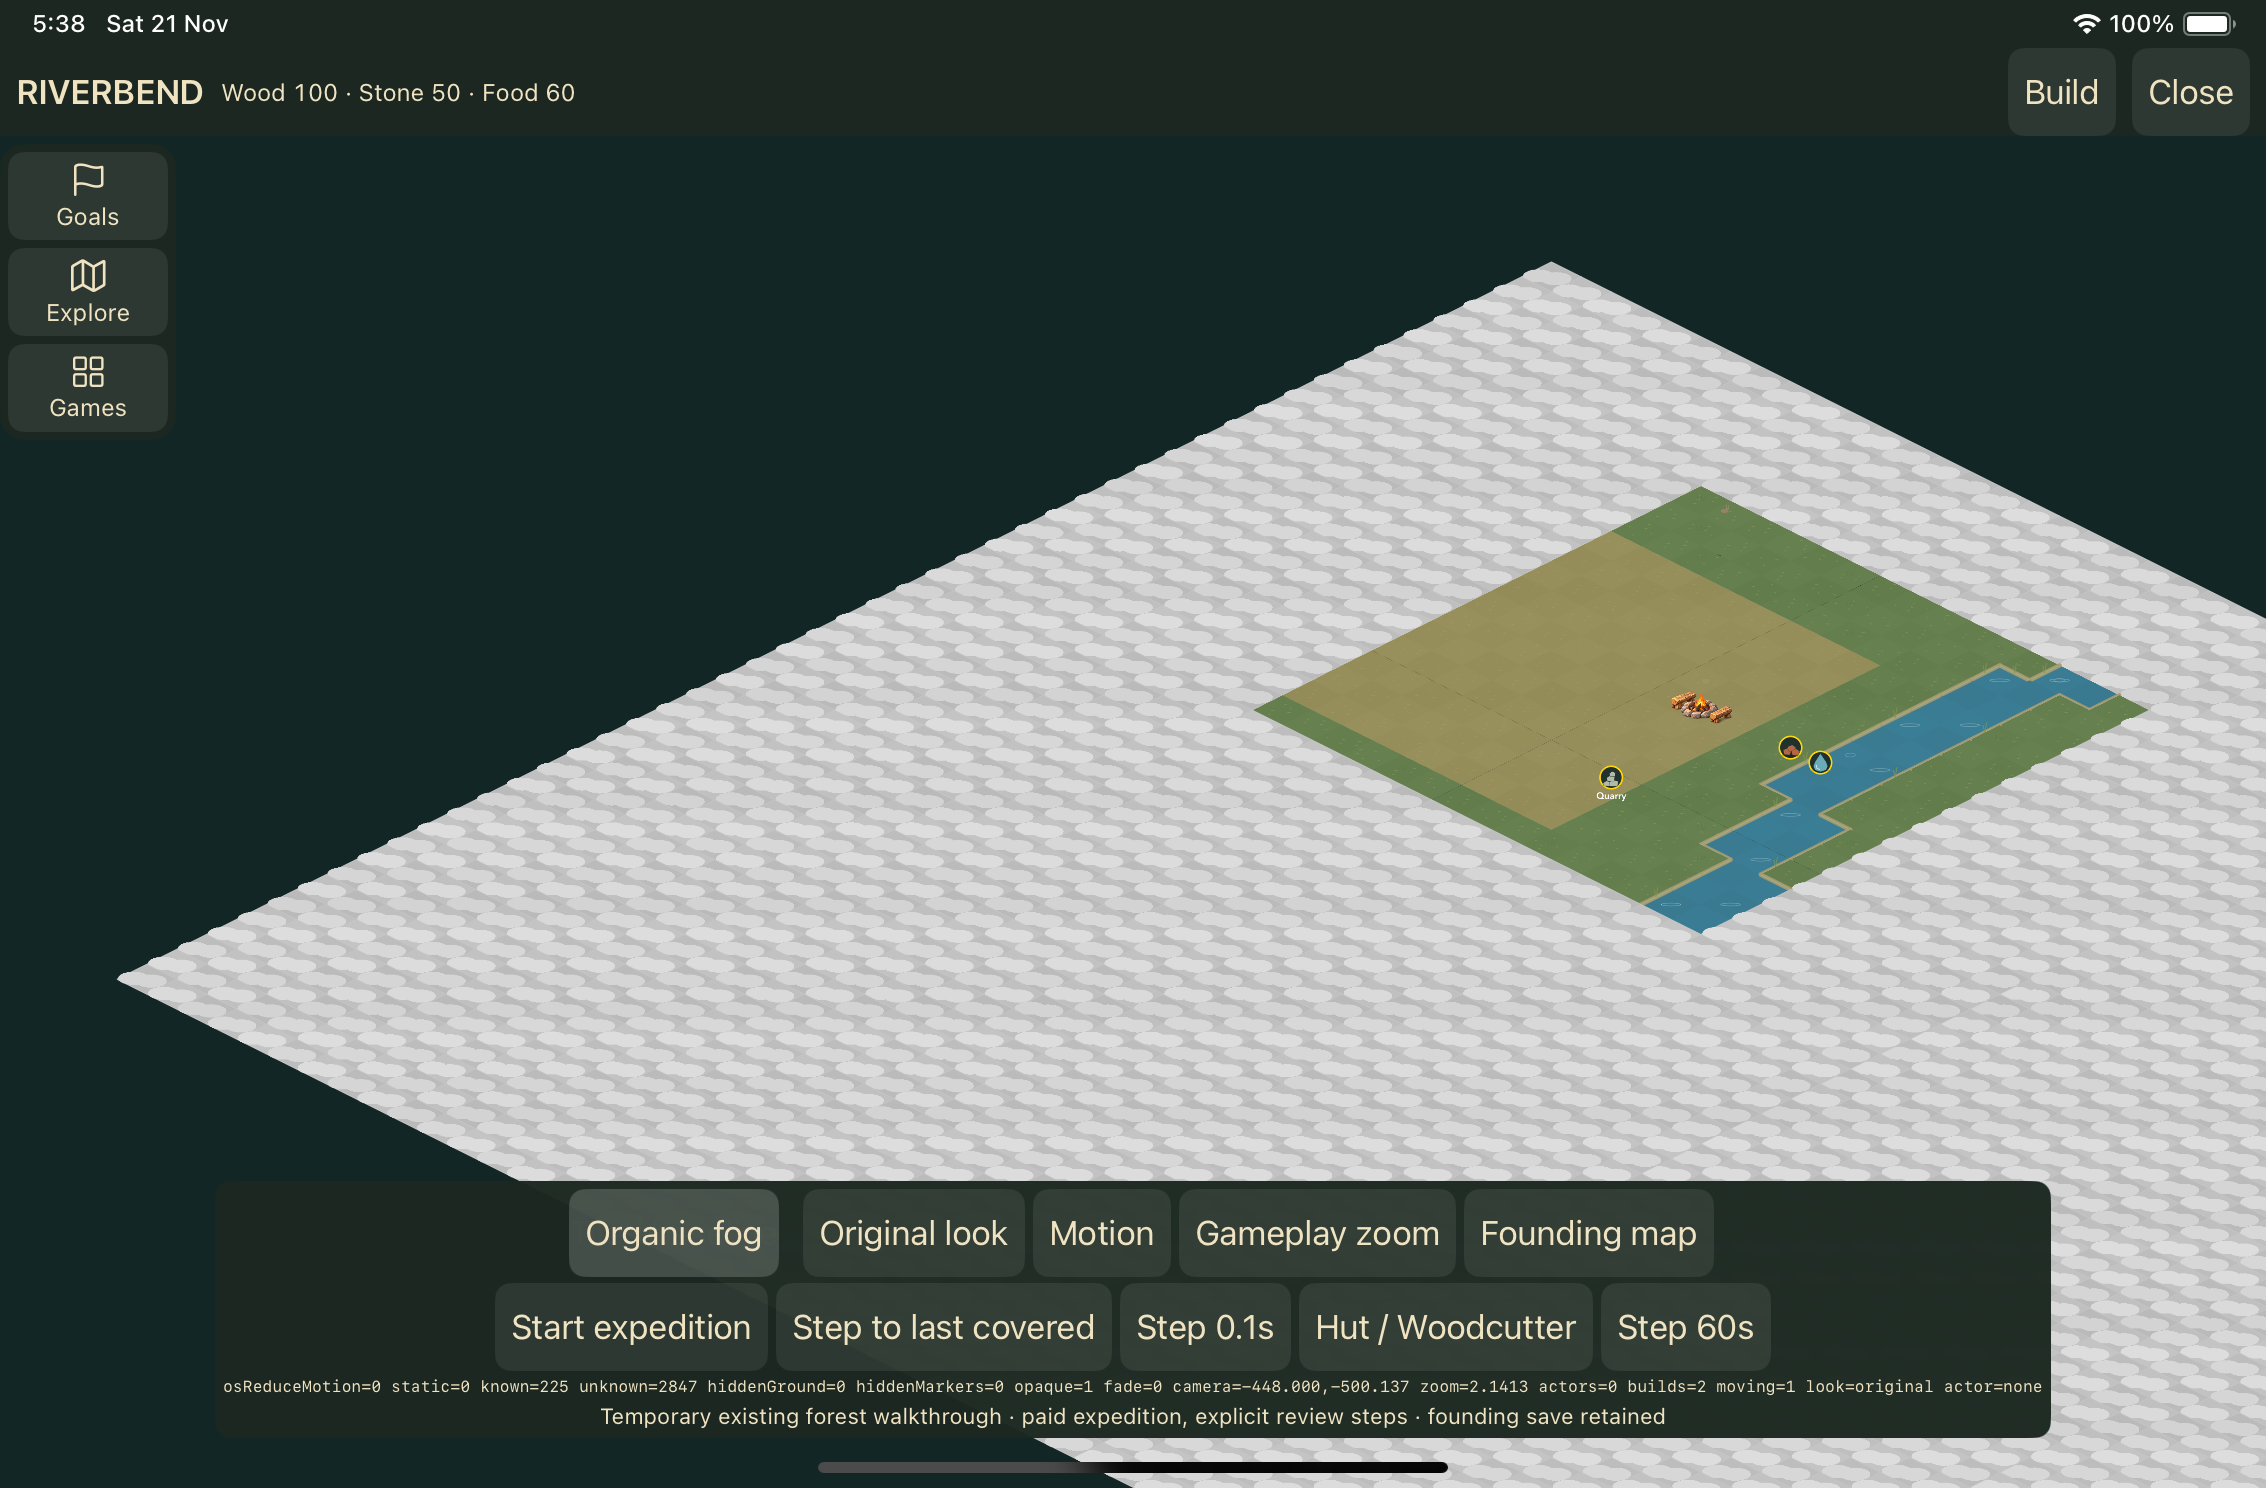 5:38 Sat 21 Nov
100%
RIVERBEND Wood 100 · Stone 50 · Food 60
Build Close
Goals
Explore
Games
Quarry
Organic fog Original look Motion Gameplay zoom Founding map
Start expedition Step to last covered Step 0.1s Hut / Woodcutter Step 60s
osReduceMotion=0 static=0 known=225 unknown=2847 hiddenGround=0 hiddenMarkers=0 opaque=1 fade=0 camera=−448.000,−500.137 zoom=2.1413 actors=0 builds=2 moving=1 look=original actor=none
Temporary existing forest walkthrough · paid expedition, explicit review steps · founding save retained